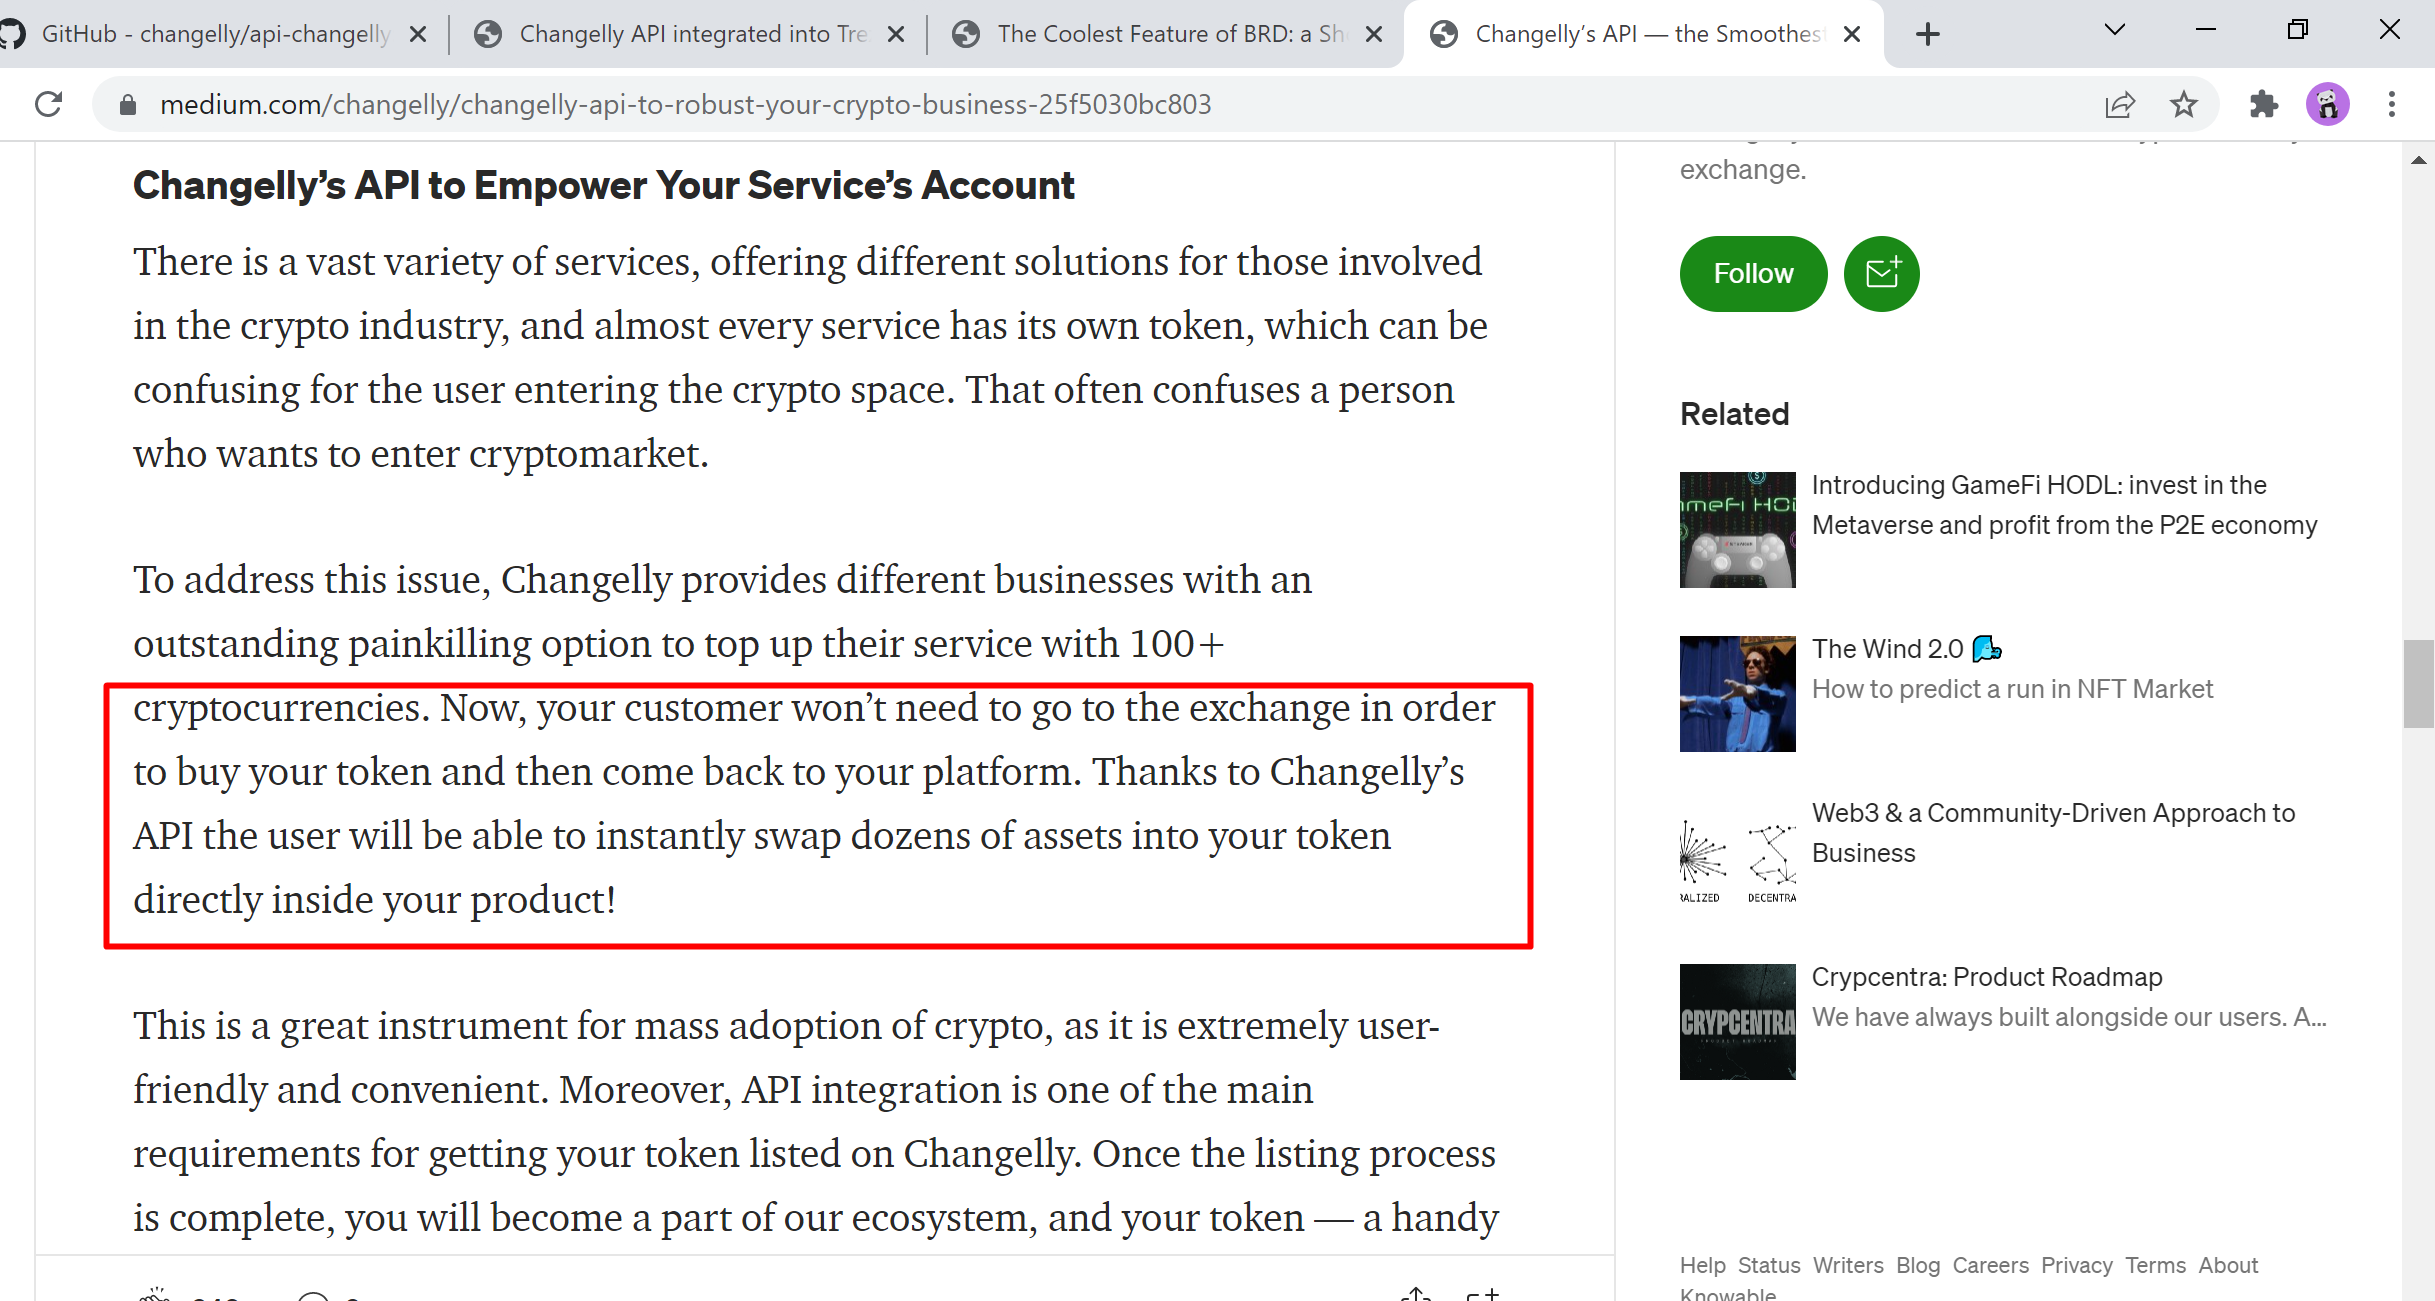 GitHub - changelly/api-changelly
Changelly API integrated into Tre
The Coolest Feature of BRD: a Sh
Changelly’s API — the Smoothest
medium.com/changelly/changelly-api-to-robust-your-crypto-business-25f5030bc803
Changelly’s API to Empower Your Service’s Account
There is a vast variety of services, offering different solutions for those involved
in the crypto industry, and almost every service has its own token, which can be
confusing for the user entering the crypto space. That often confuses a person
who wants to enter cryptomarket.
To address this issue, Changelly provides different businesses with an
outstanding painkilling option to top up their service with 100+
cryptocurrencies. Now, your customer won’t need to go to the exchange in order
to buy your token and then come back to your platform. Thanks to Changelly’s
API the user will be able to instantly swap dozens of assets into your token
directly inside your product!
This is a great instrument for mass adoption of crypto, as it is extremely user-
friendly and convenient. Moreover, API integration is one of the main
requirements for getting your token listed on Changelly. Once the listing process
is complete, you will become a part of our ecosystem, and your token — a handy
exchange.
Follow
Related
Introducing GameFi HODL: invest in the
Metaverse and profit from the P2E economy
The Wind 2.0
How to predict a run in NFT Market
RALIZED DECENTRA
Web3 & a Community-Driven Approach to
Business
CRYPCENTRA
Crypcentra: Product Roadmap
We have always built alongside our users. A...
Help Status Writers Blog Careers Privacy Terms About
Knowable